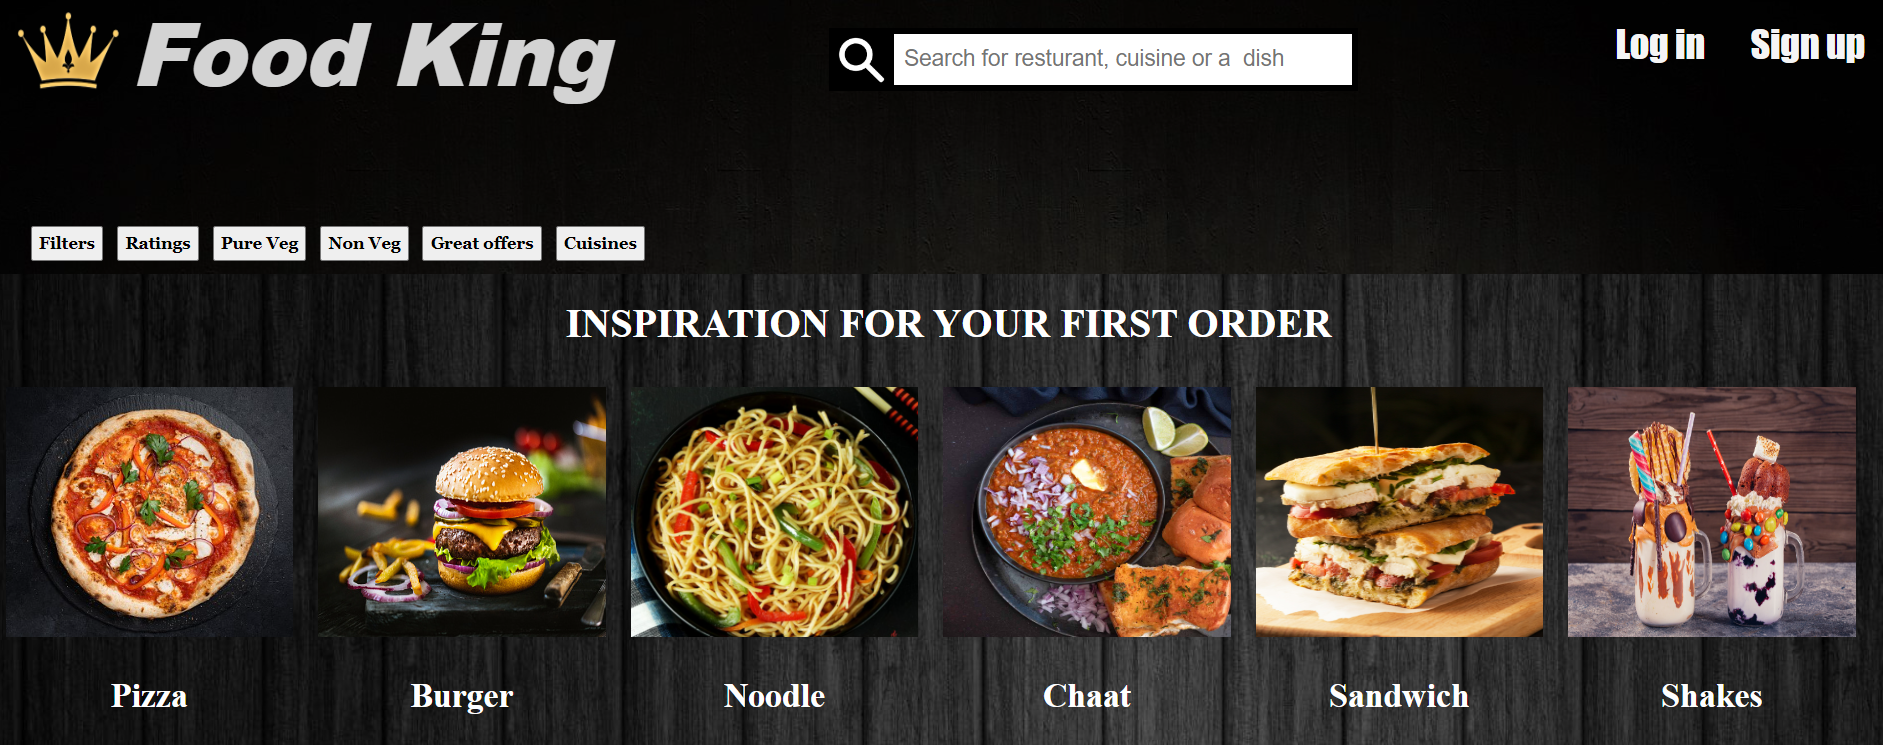 Food King
Search for resturant, cuisine or a  dish
Log in
Sign up
Filters
Ratings
Pure Veg
Non Veg
Great offers
Cuisines
INSPIRATION FOR YOUR FIRST ORDER
Pizza
Burger
Noodle
Chaat
Sandwich
Shakes